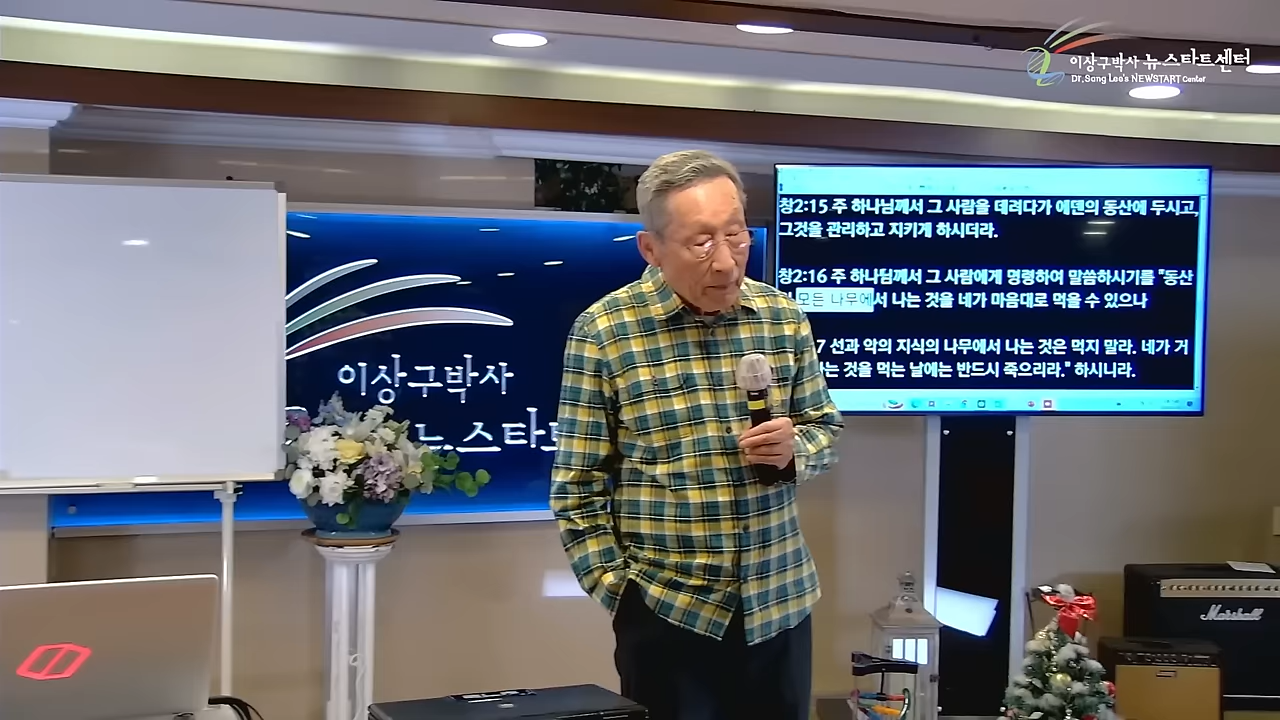 이상구박사 뉴스타트센터
Dr.Sang Lee's NEWSTART Center
창2:15 주 하나님께서 그 사람을 데려다가 에덴의 동산에 두시고,
그것을 관리하고 지키게 하시더라.
창2:16 주 하나님께서 그 사람에게 명령하여 말씀하시기를 "동산
모든 나무에서 나는 것을 네가 마음대로 먹을 수 있으나
7 선과 악의 지식의 나무에서 나는 것은 먹지 말라. 네가 거
는 것을 먹는 날에는 반드시 죽으리라." 하시니라.
이상구박사
뉴스타트
Marshall